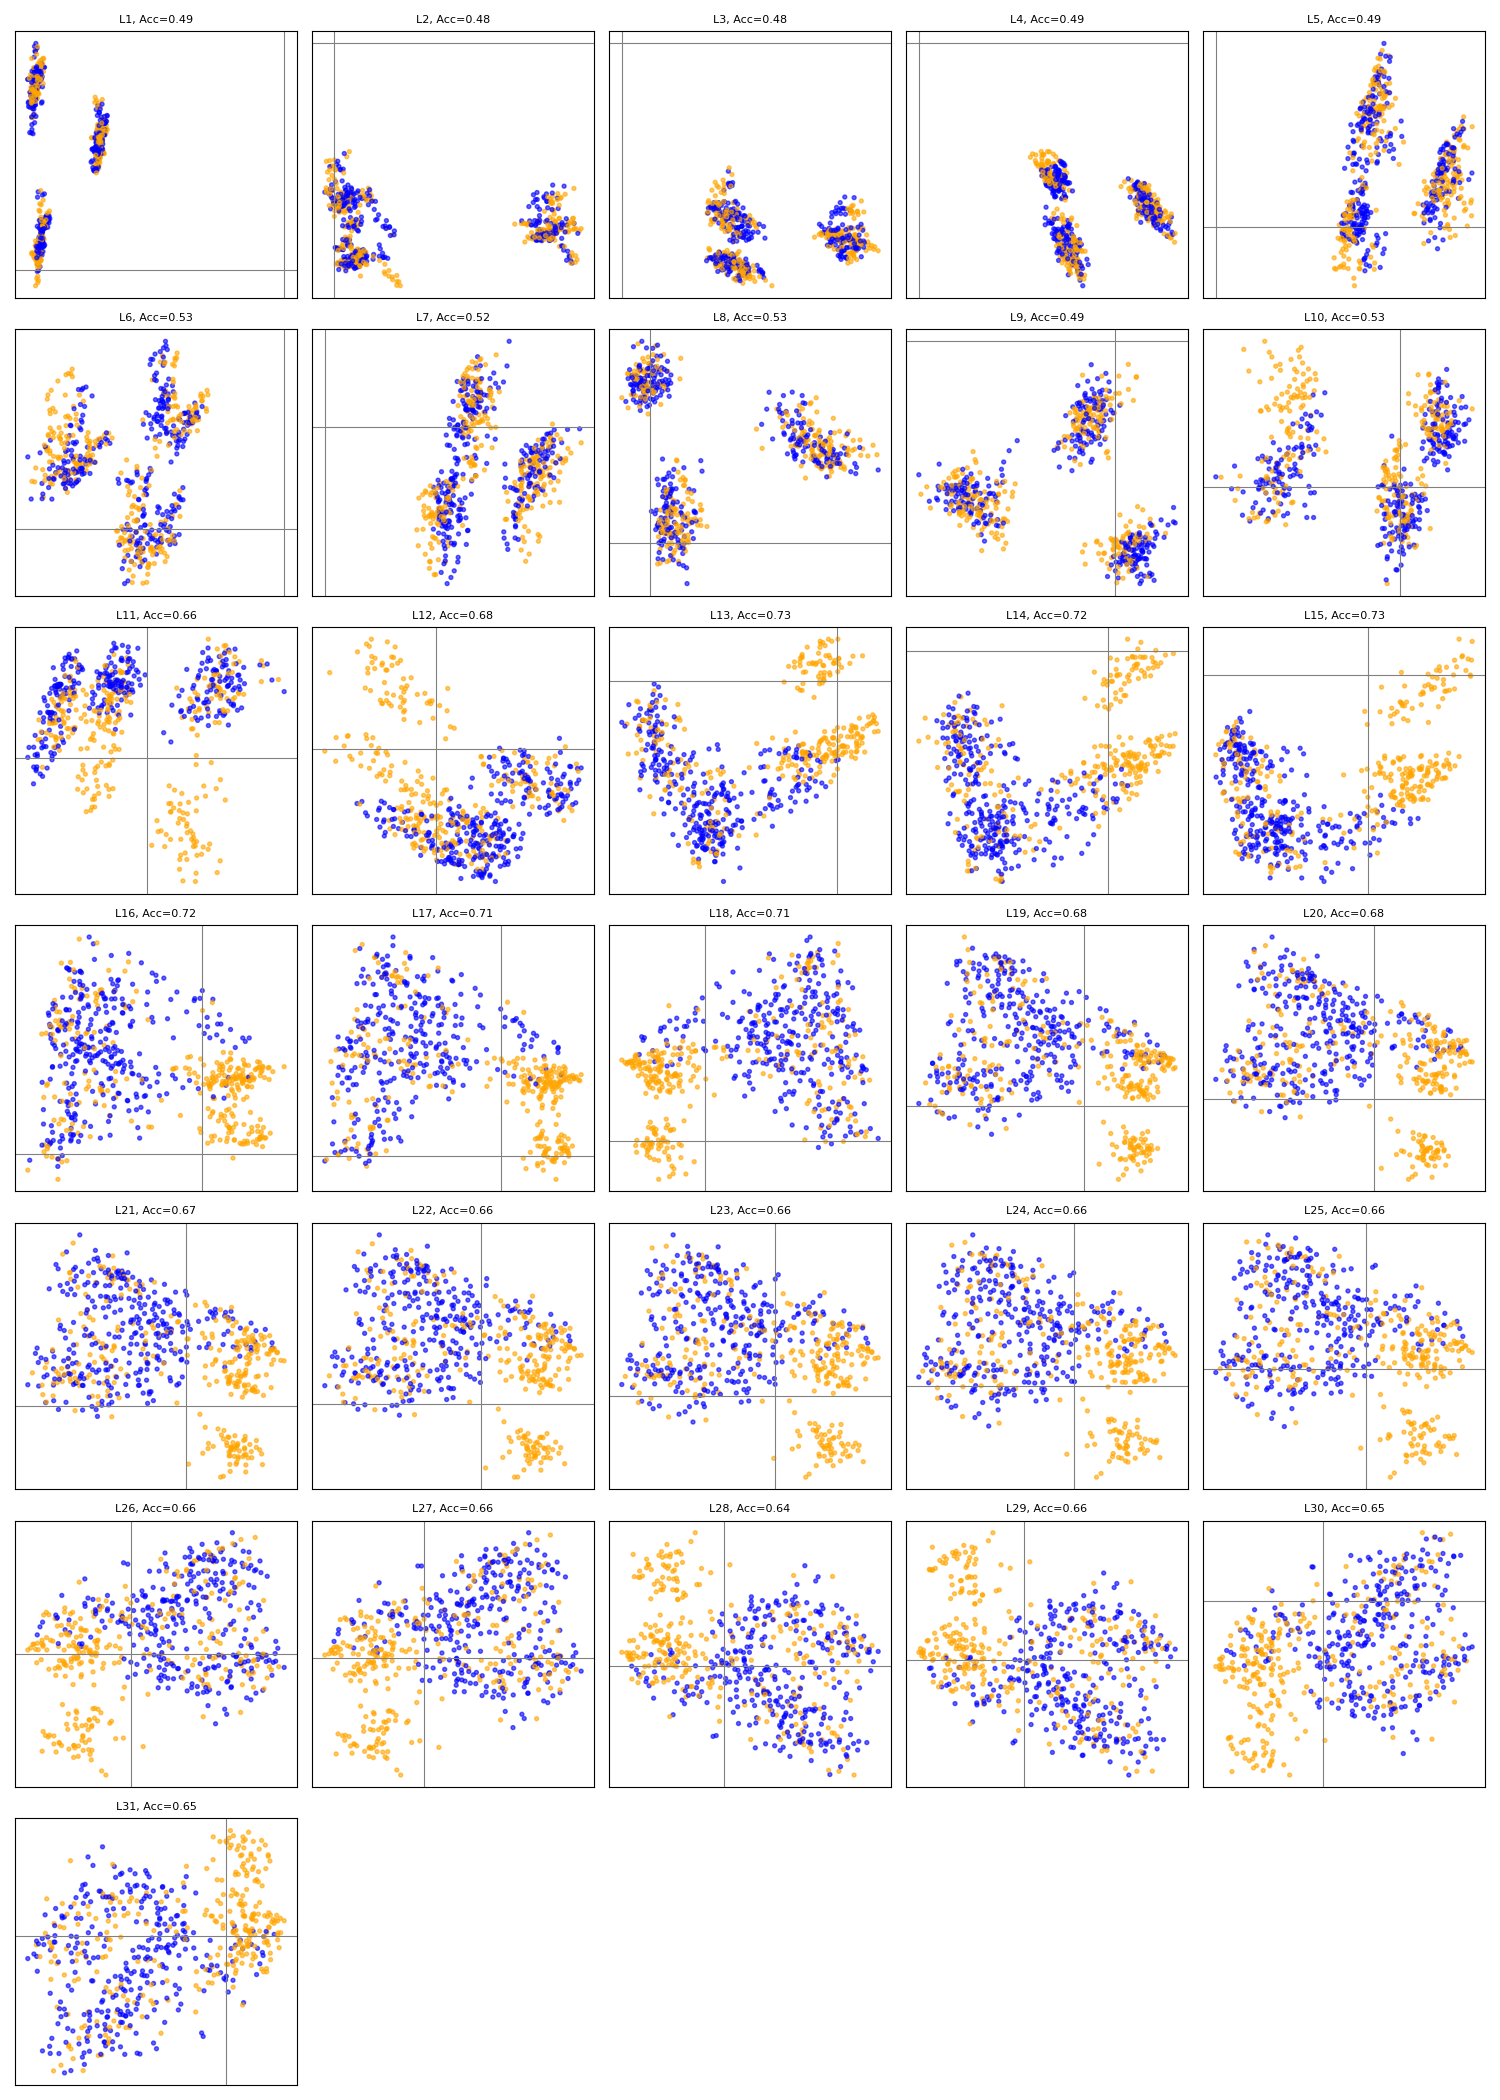 L1, Acc=0.49
L2, Acc=0.48
L3, Acc=0.48
L4, Acc=0.49
L5, Acc=0.49
L6, Acc=0.53
L7, Acc=0.52
L8, Acc=0.53
L9, Acc=0.49
L10, Acc=0.53
L11, Acc=0.66
L12, Acc=0.68
L13, Acc=0.73
L14, Acc=0.72
L15, Acc=0.73
L16, Acc=0.72
L17, Acc=0.71
L18, Acc=0.71
L19, Acc=0.68
L20, Acc=0.68
L21, Acc=0.67
L22, Acc=0.66
L23, Acc=0.66
L24, Acc=0.66
L25, Acc=0.66
L26, Acc=0.66
L27, Acc=0.66
L28, Acc=0.64
L29, Acc=0.66
L30, Acc=0.65
L31, Acc=0.65